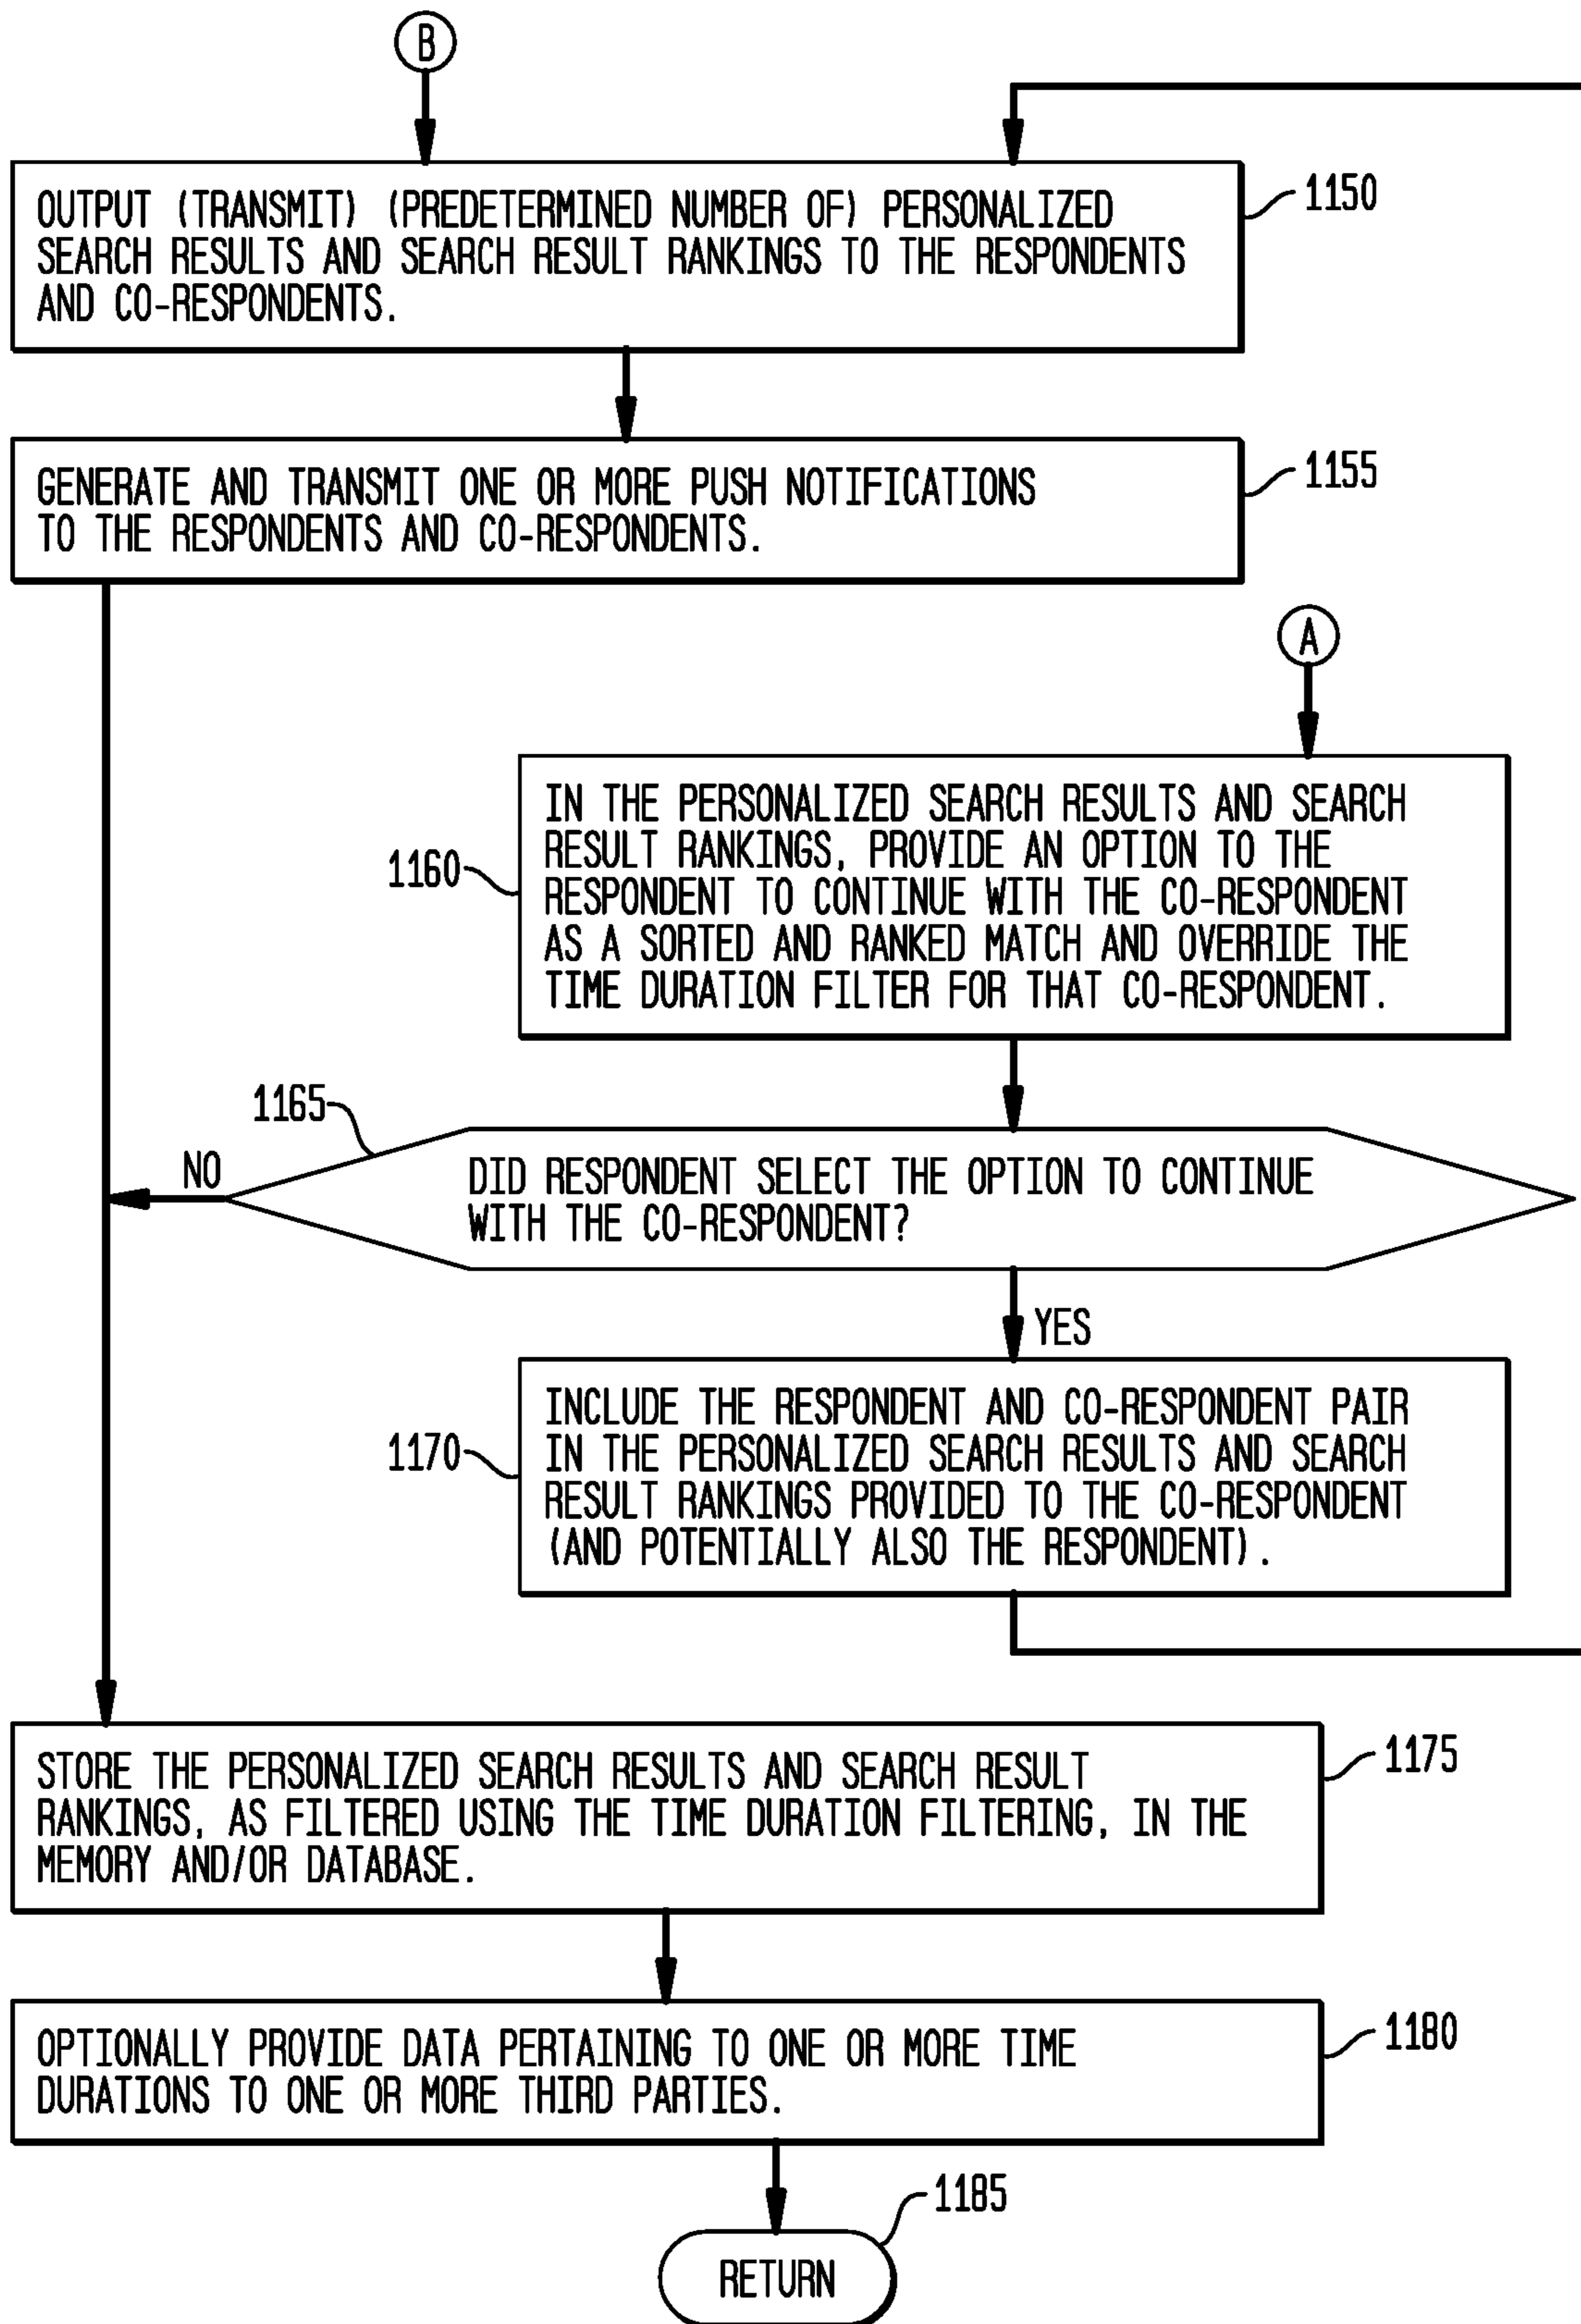 B
OUTPUT (TRANSMIT) (PREDETERMINED NUMBER OF) PERSONALIZED
SEARCH RESULTS AND SEARCH RESULT RANKINGS TO THE RESPONDENTS
AND CO-RESPONDENTS.
1150
GENERATE AND TRANSMIT ONE OR MORE PUSH NOTIFICATIONS
TO THE RESPONDENTS AND CO-RESPONDENTS.
1155
A
IN THE PERSONALIZED SEARCH RESULTS AND SEARCH
RESULT RANKINGS, PROVIDE AN OPTION TO THE
RESPONDENT TO CONTINUE WITH THE CO-RESPONDENT
AS A SORTED AND RANKED MATCH AND OVERRIDE THE
TIME DURATION FILTER FOR THAT CO-RESPONDENT.
1160
1165
NO
DID RESPONDENT SELECT THE OPTION TO CONTINUE
WITH THE CO-RESPONDENT?
YES
INCLUDE THE RESPONDENT AND CO-RESPONDENT PAIR
IN THE PERSONALIZED SEARCH RESULTS AND SEARCH
RESULT RANKINGS PROVIDED TO THE CO-RESPONDENT
(AND POTENTIALLY ALSO THE RESPONDENT).
1170
STORE THE PERSONALIZED SEARCH RESULTS AND SEARCH RESULT
RANKINGS, AS FILTERED USING THE TIME DURATION FILTERING, IN THE
MEMORY AND/OR DATABASE.
1175
OPTIONALLY PROVIDE DATA PERTAINING TO ONE OR MORE TIME
DURATIONS TO ONE OR MORE THIRD PARTIES.
1180
1185
RETURN